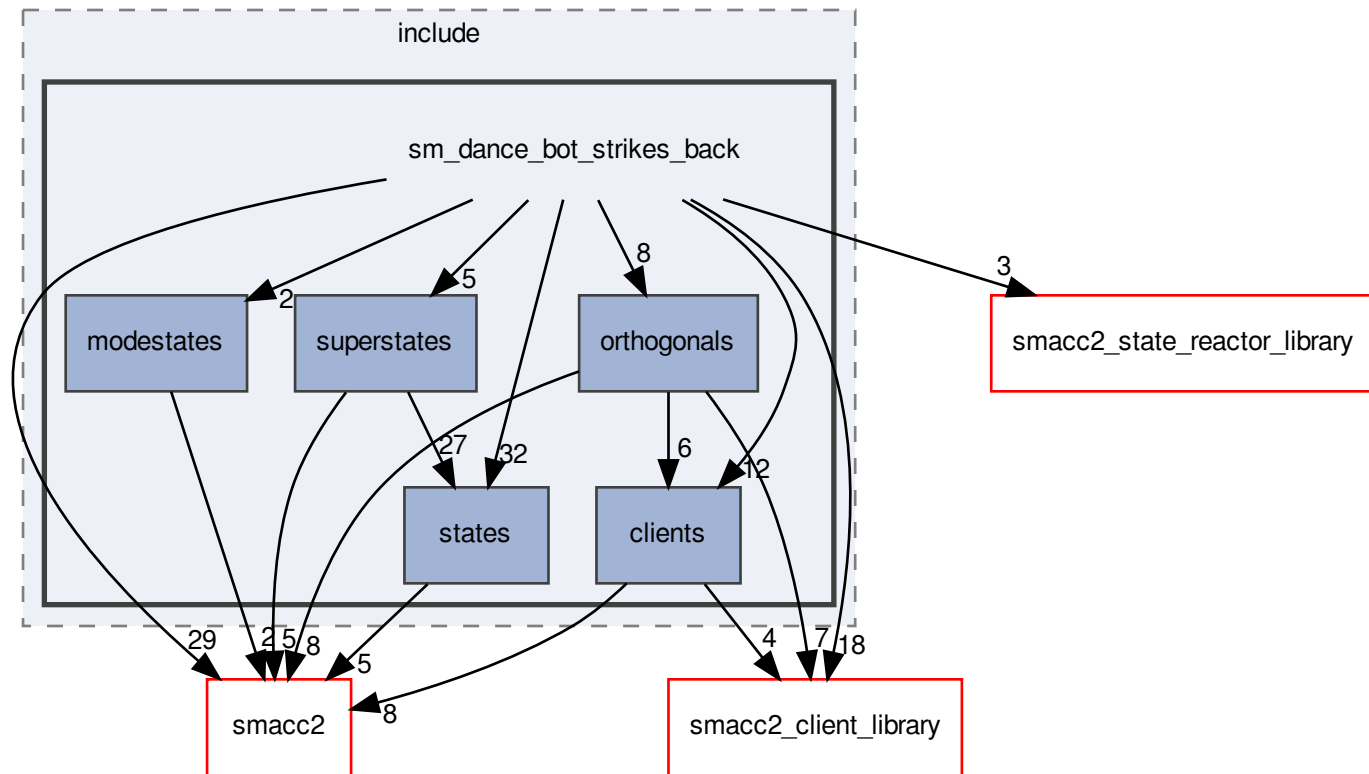 include
sm_dance_bot_strikes_back
8
3
2
5
modestates
superstates
orthogonals
smacc2_state_reactor_library
27
32
6
12
states
clients
29
2
5
8
5
4
7
18
8
smacc2
smacc2_client_library